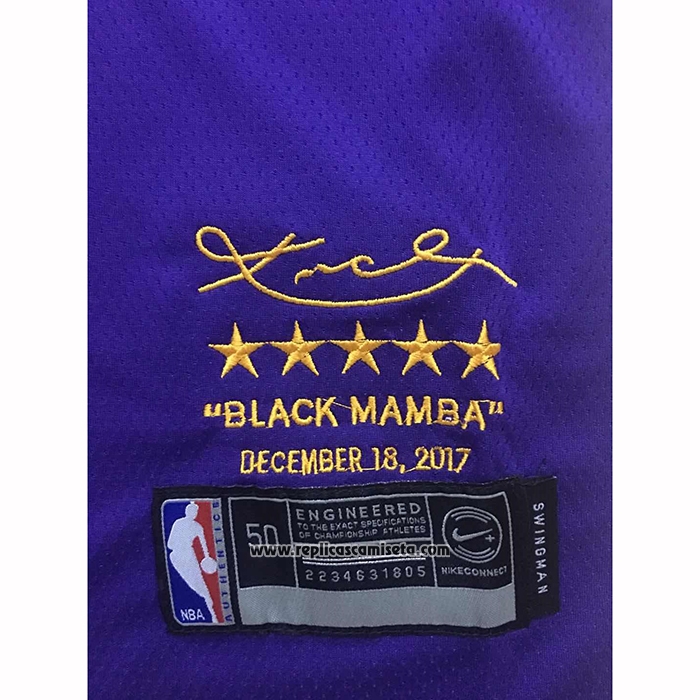 "BLACK MAMBA"
DECEMBER 18, 2017
NBA
AUTHENTICS
50
ENGINEERED
TO THE EXACT SPECIFICATIONS
OF CHAMPIONSHIP ATHLETES
www.replicascamiseta.com
2234631805
NIKECONNECT
SWINGMAN